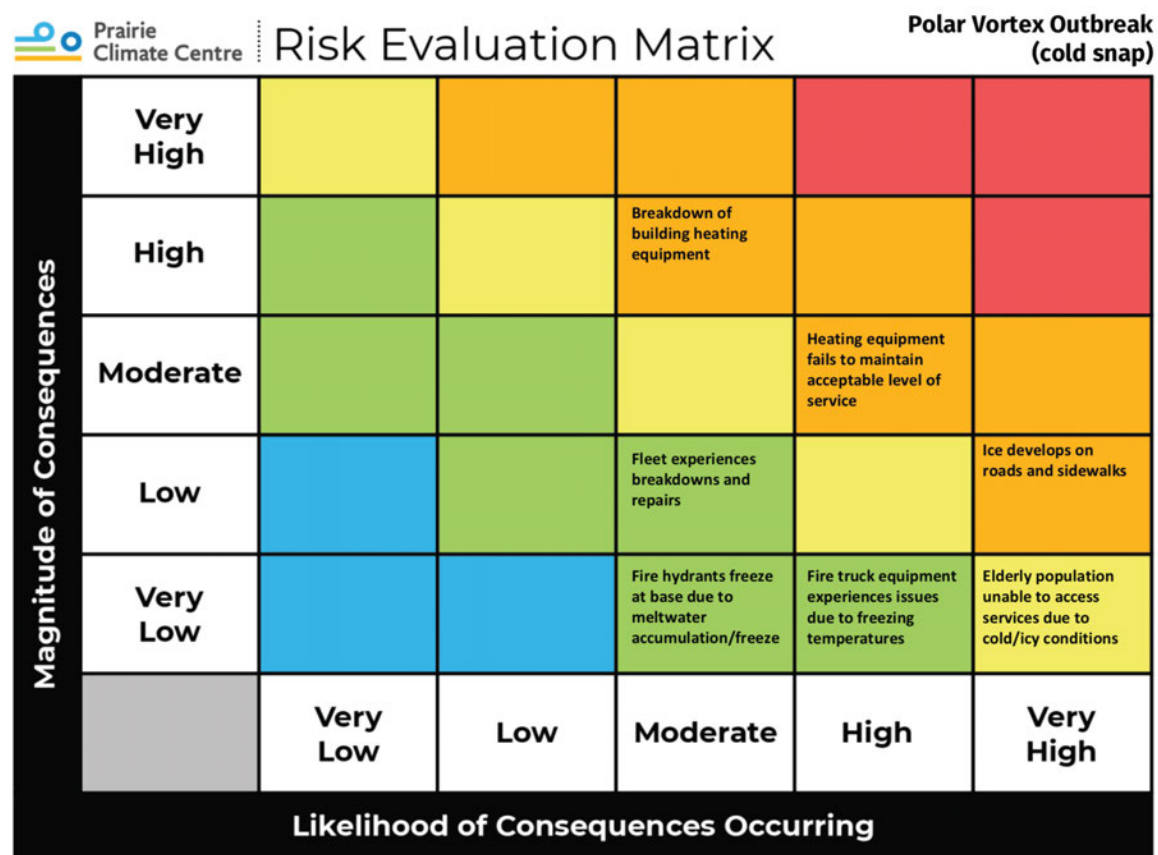 Prairie
Climate Centre
Risk Evaluation Matrix
Polar Vortex Outbreak
(cold snap)
Magnitude of Consequences
Very
High
High
Breakdown of
building heating
equipment
Moderate
Heating equipment
fails to maintain
acceptable level of
service
Low
Fleet experiences
breakdowns and
repairs
Ice develops on
roads and sidewalks
Very
Low
Fire hydrants freeze
at base due to
meltwater
accumulation/freeze
Fire truck equipment
experiences issues
due to freezing
temperatures
Elderly population
unable to access
services due to
cold/icy conditions
Very
Low
Low
Moderate
High
Very
High
Likelihood of Consequences Occurring